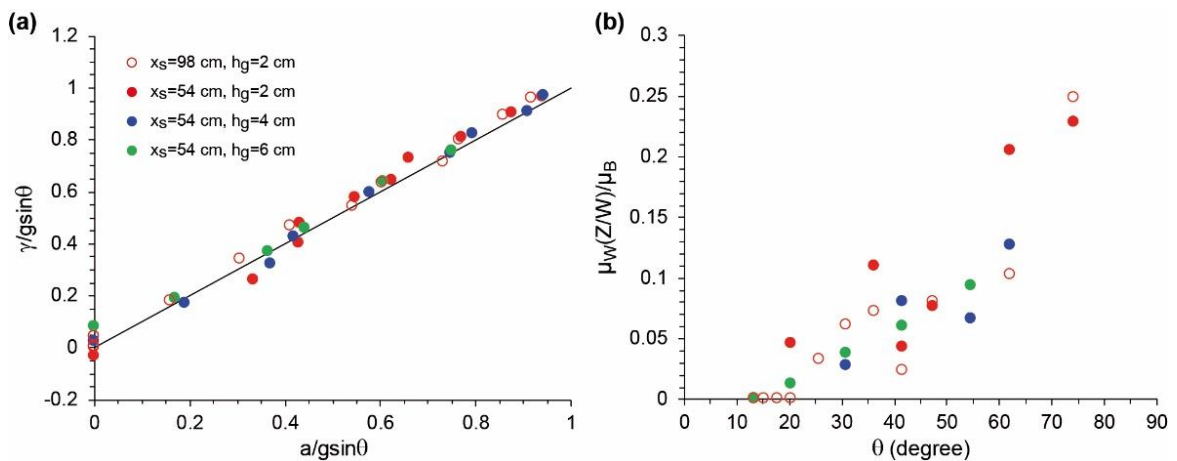 (a)
1.2
1
0.8
0.6
0.4
0.2
0
-0.2
γ/gsinθ
xs=98 cm, hg=2 cm
xs=54 cm, hg=2 cm
xs=54 cm, hg=4 cm
xs=54 cm, hg=6 cm
0 0.2 0.4 0.6 0.8 1
a/gsinθ
(b)
0.3
0.25
0.2
0.15
0.1
0.05
0
μW(Z/W)/μB
0 10 20 30 40 50 60 70 80 90
θ (degree)